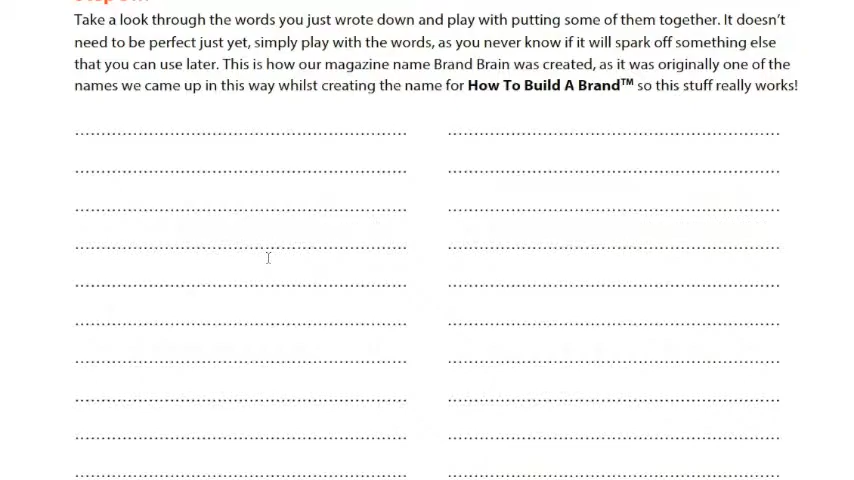 Take a look through the words you just wrote down and play with putting some of them together. It doesn't
need to be perfect just yet, simply play with the words, as you never know if it will spark off something else
that you can use later. This is how our magazine name Brand Brain was created, as it was originally one of the
names we came up in this way whilst creating the name for How To Build A Brand™ so this stuff really works!